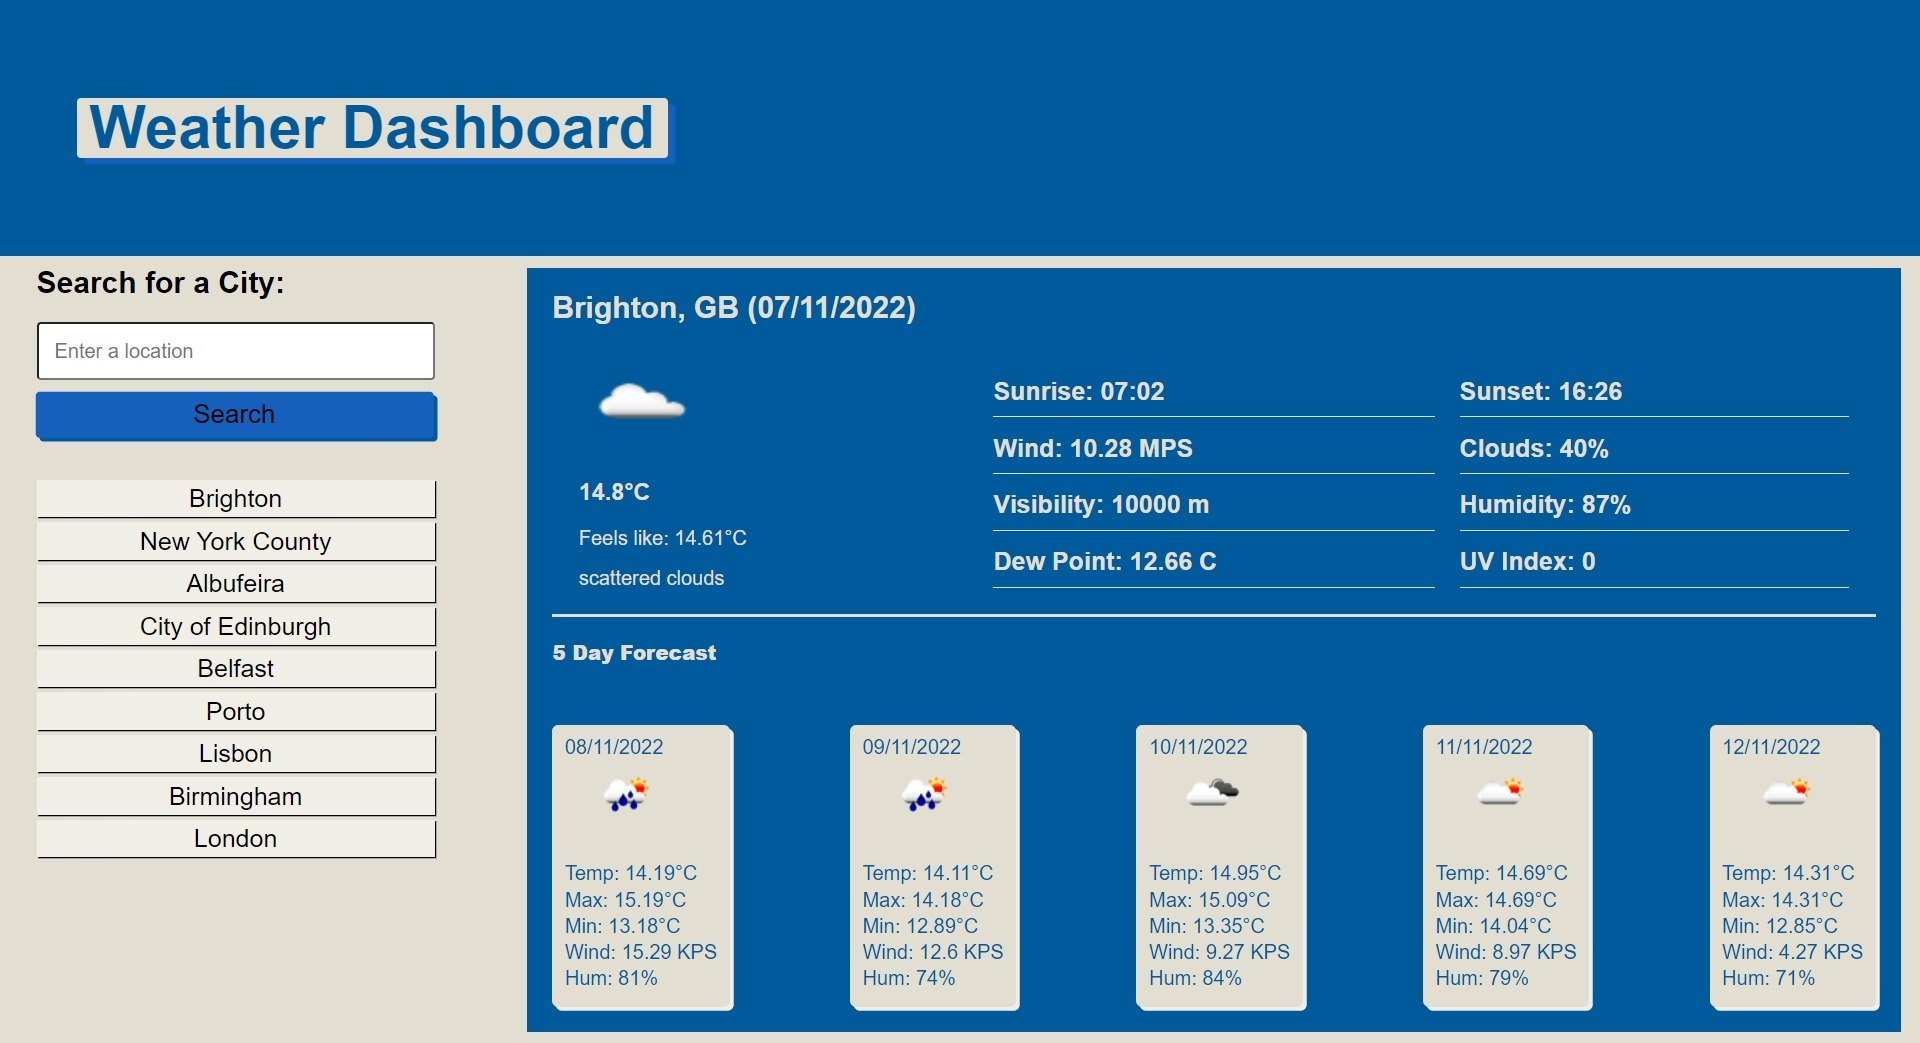 Weather Dashboard
Search for a City:
Enter a location
Search
Brighton
New York County
Albufeira
City of Edinburgh
Belfast
Porto
Lisbon
Birmingham
London
Brighton, GB (07/11/2022)
14.8°C
Feels like: 14.61°C
scattered clouds
Sunrise: 07:02
Sunset: 16:26
Wind: 10.28 MPS
Clouds: 40%
Visibility: 10000 m
Humidity: 87%
Dew Point: 12.66 C
UV Index: 0
5 Day Forecast
08/11/2022
Temp: 14.19°C
Max: 15.19°C
Min: 13.18°C
Wind: 15.29 KPS
Hum: 81%
09/11/2022
Temp: 14.11°C
Max: 14.18°C
Min: 12.89°C
Wind: 12.6 KPS
Hum: 74%
10/11/2022
Temp: 14.95°C
Max: 15.09°C
Min: 13.35°C
Wind: 9.27 KPS
Hum: 84%
11/11/2022
Temp: 14.69°C
Max: 14.69°C
Min: 14.04°C
Wind: 8.97 KPS
Hum: 79%
12/11/2022
Temp: 14.31°C
Max: 14.31°C
Min: 12.85°C
Wind: 4.27 KPS
Hum: 71%